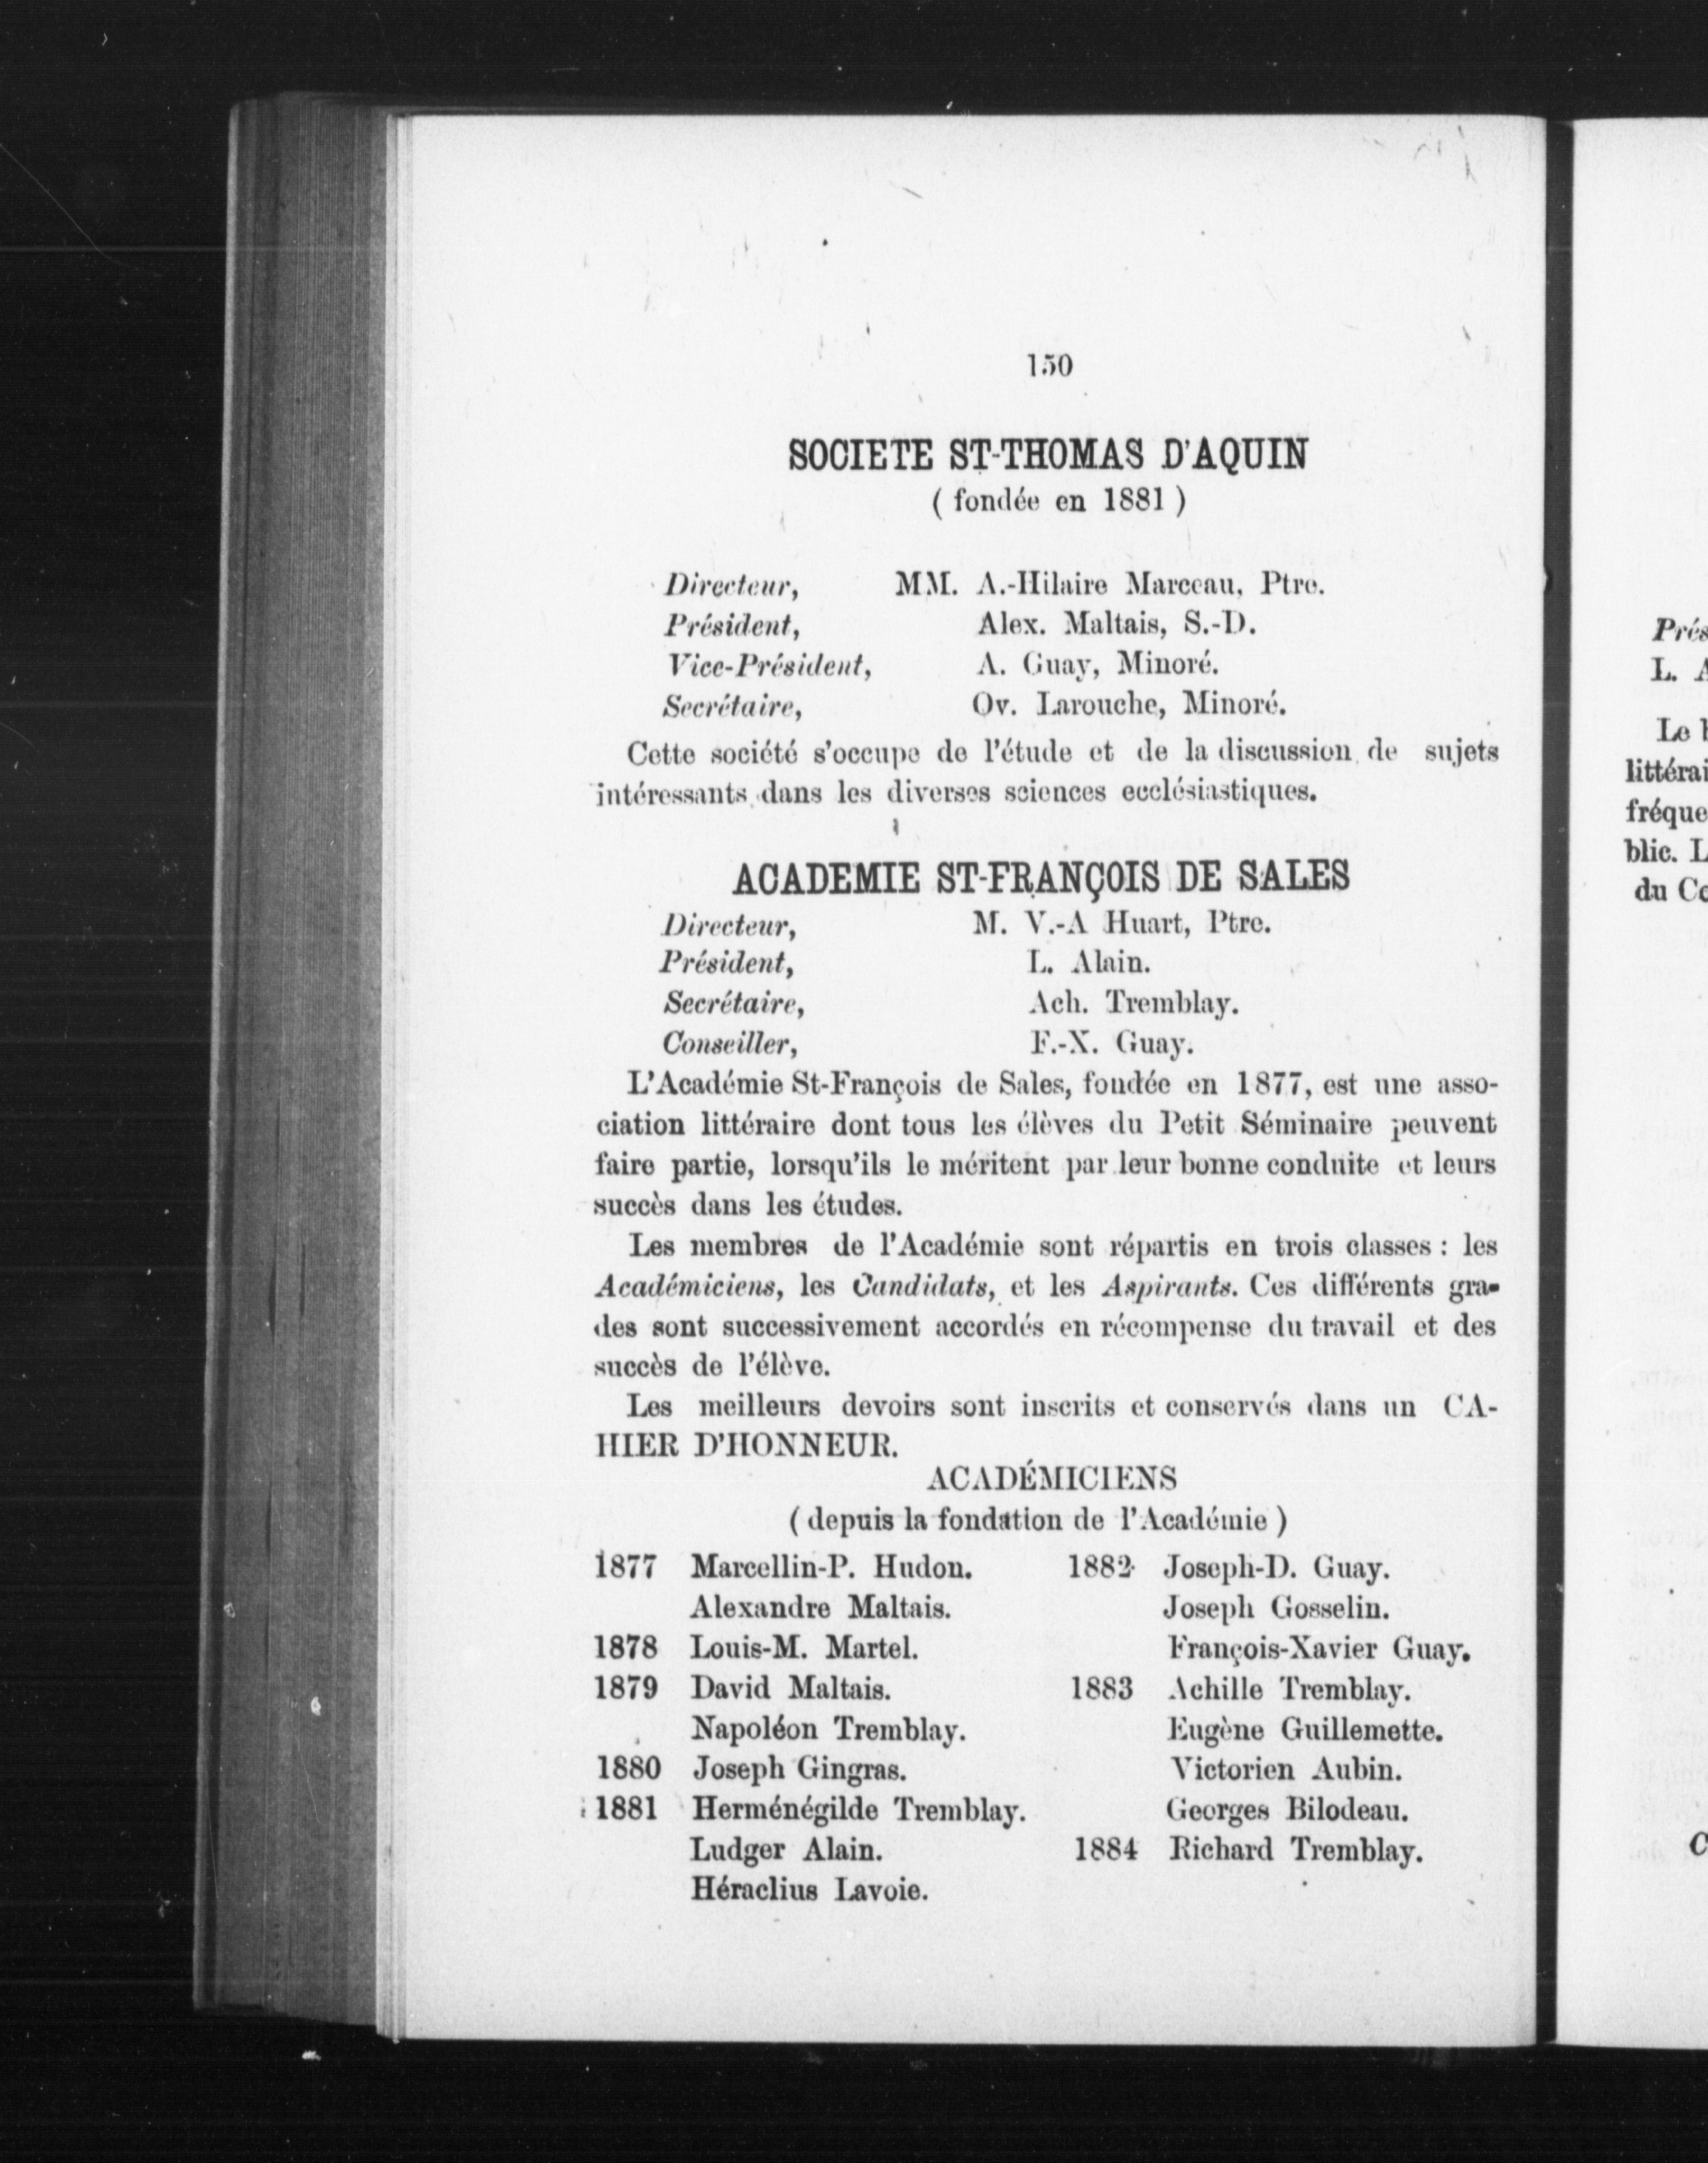 150
SOCIETE ST-THOMAS D'AQUIN
( fondée en 1881 )
Directeur, MM. A.-Hilaire Marceau, Ptre.
Président, Alex. Maltais, S.-D.
Vice-Président, A. Guay, Minoré.
Secrétaire, Ov. Larouche, Minoré.
Cette société s'occupe de l'étude et de la discussion de sujets
intéressants dans les diverses sciences ecclésiastiques.
ACADEMIE ST-FRANÇOIS DE SALES
Directeur, M. V.-A Huart, Ptre.
Président, L. Alain.
Secrétaire, Ach. Tremblay.
Conseiller, F.-X. Guay.
L'Académie St-François de Sales, fondée en 1877, est une asso-
ciation littéraire dont tous les élèves du Petit Séminaire peuvent
faire partie, lorsqu'ils le méritent par leur bonne conduite et leurs
succès dans les études.
Les membres de l'Académie sont répartis en trois classes : les
Académiciens, les Candidats, et les Aspirants. Ces différents gra-
des sont successivement accordés en récompense du travail et des
succès de l'élève.
Les meilleurs devoirs sont inscrits et conservés dans un CA-
HIER D'HONNEUR.
ACADÉMICIENS
( depuis la fondation de l'Académie )
1877 Marcellin-P. Hudon.
Alexandre Maltais.
1878 Louis-M. Martel.
1879 David Maltais.
Napoléon Tremblay.
1880 Joseph Gingras.
1881 Herménégilde Tremblay.
Ludger Alain.
Héraclius Lavoie.
1882 Joseph-D. Guay.
Joseph Gosselin.
François-Xavier Guay.
1883 Achille Tremblay.
Eugène Guillemette.
Victorien Aubin.
Georges Bilodeau.
1884 Richard Tremblay.
Prés
L.
Le
littérai
fréque
blic. L
du Co
C